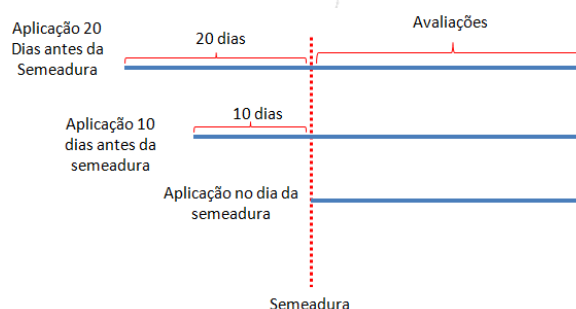 Aplicação 20
Dias antes da
Semeadura
20 dias
Avaliações
Aplicação 10
dias antes da
semeadura
10 dias
Aplicação no dia da
semeadura
Semeadura